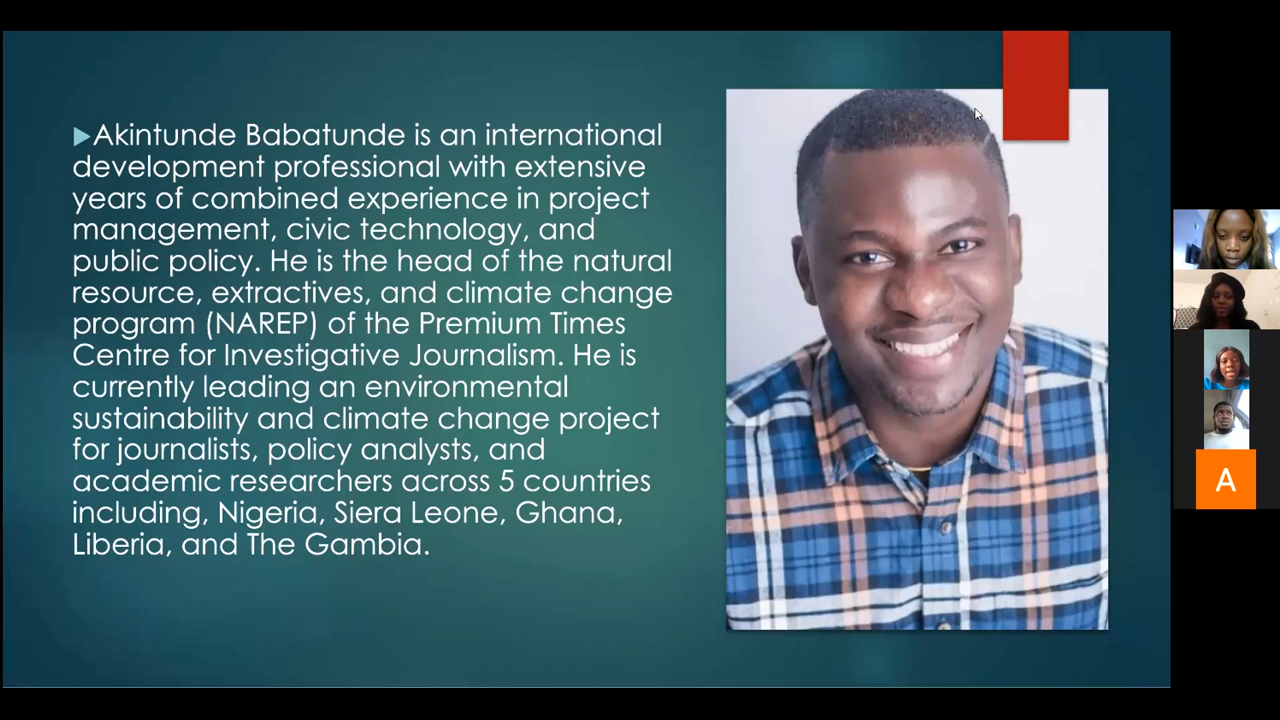 Akintunde Babatunde is an international
development professional with extensive
years of combined experience in project
management, civic technology, and
public policy. He is the head of the natural
resource, extractives, and climate change
program (NAREP) of the Premium Times
Centre for Investigative Journalism. He is
currently leading an environmental
sustainability and climate change project
for journalists, policy analysts, and
academic researchers across 5 countries
including, Nigeria, Siera Leone, Ghana,
Liberia, and The Gambia.
A